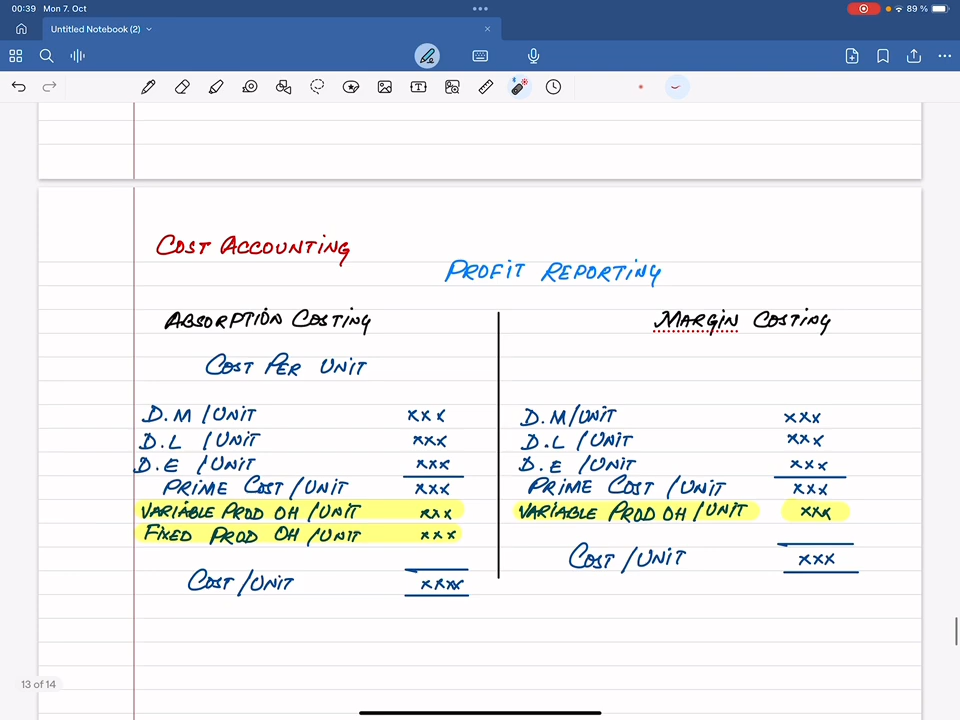 00:39 Mon 7. Oct
89 %
Untitled Notebook (2)
COST ACCOUNTING
PROFIT REPORTING
ABSORPTION COSTING
MARGIN COSTING
COST PER UNIT
D.M /UNIT XXX
D.L /UNIT XXX
D.E /UNIT XXX
PRIME COST /UNIT XXX
VARIABLE PROD OH /UNIT XXX
FIXED PROD OH /UNIT XXX
COST /UNIT XXXX
D.M/UNIT XXX
D.L /UNIT XXX
D.E /UNIT XXX
PRIME COST /UNIT XXX
VARIABLE PROD OH /UNIT XXX
COST /UNIT XXX
13 of 14